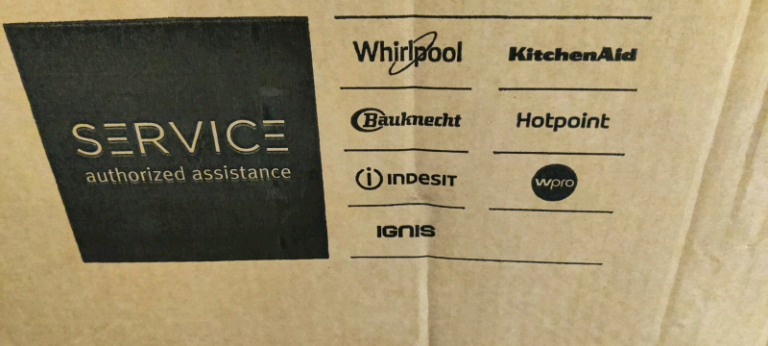 SERVICE
authorized assistance
Whirlpool
KitchenAid
Bauknecht
Hotpoint
indesit
wpro
IGNIS